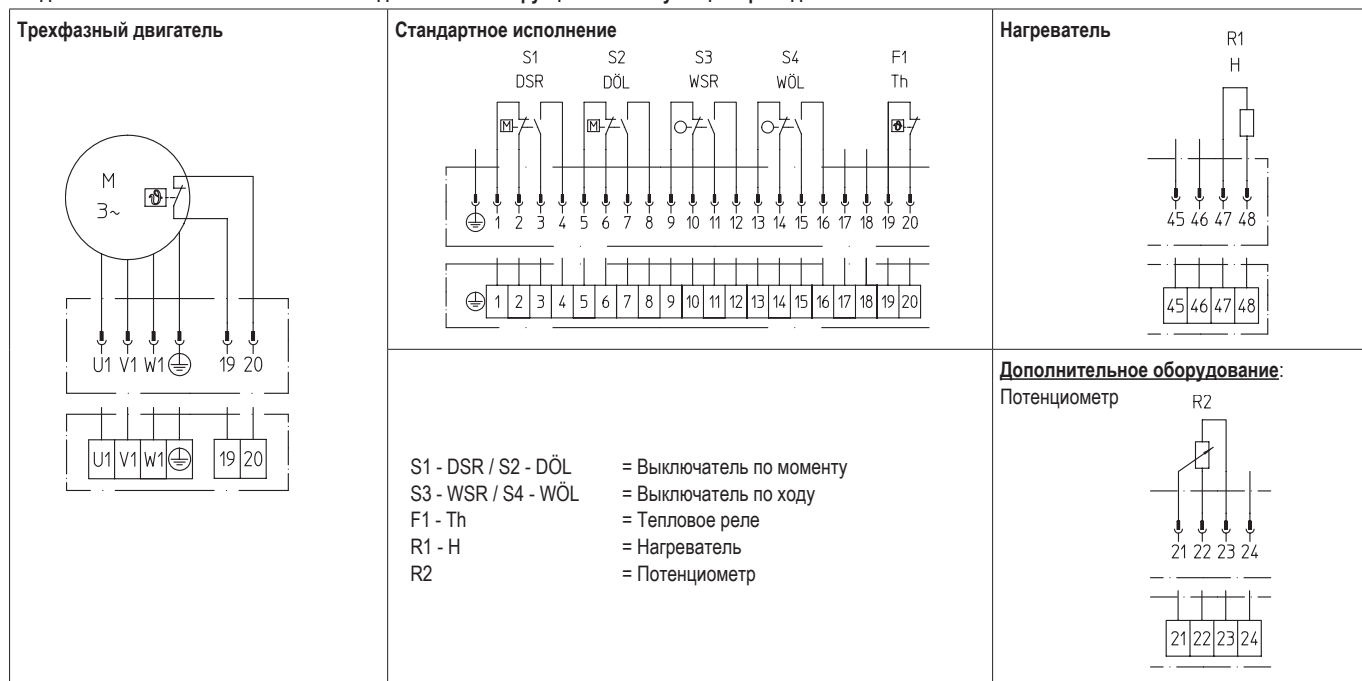 Трехфазный двигатель
M
3~
ϑ
U1 V1 W1 19 20
U1 V1 W1 19 20
Стандартное исполнение
S1 S2 S3 S4 F1
DSR DÖL WSR WÖL Th
M M ϑ
1 2 3 4 5 6 7 8 9 10 11 12 13 14 15 16 17 18 19 20
1 2 3 4 5 6 7 8 9 10 11 12 13 14 15 16 17 18 19 20
S1 - DSR / S2 - DÖL = Выключатель по моменту
S3 - WSR / S4 - WÖL = Выключатель по ходу
F1 - Th = Тепловое реле
R1 - H = Нагреватель
R2 = Потенциометр
Нагреватель
R1
H
45 46 47 48
45 46 47 48
Дополнительное оборудование:
Потенциометр
R2
21 22 23 24
21 22 23 24